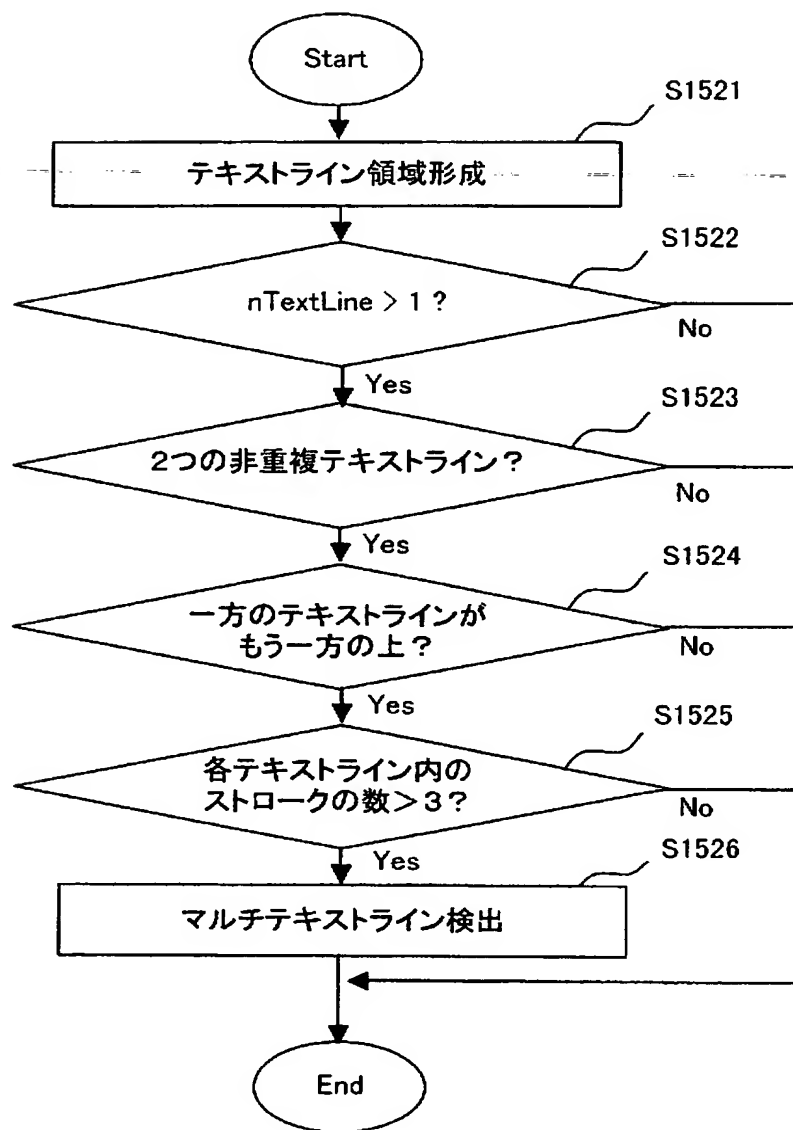 Start
S1521
テキストライン領域形成
S1522
nTextLine > 1 ?
No
Yes
S1523
2つの非重複テキストライン?
No
Yes
S1524
一方のテキストラインが
もう一方の上?
No
Yes
S1525
各テキストライン内の
ストロークの数>3?
No
Yes
S1526
マルチテキストライン検出
End